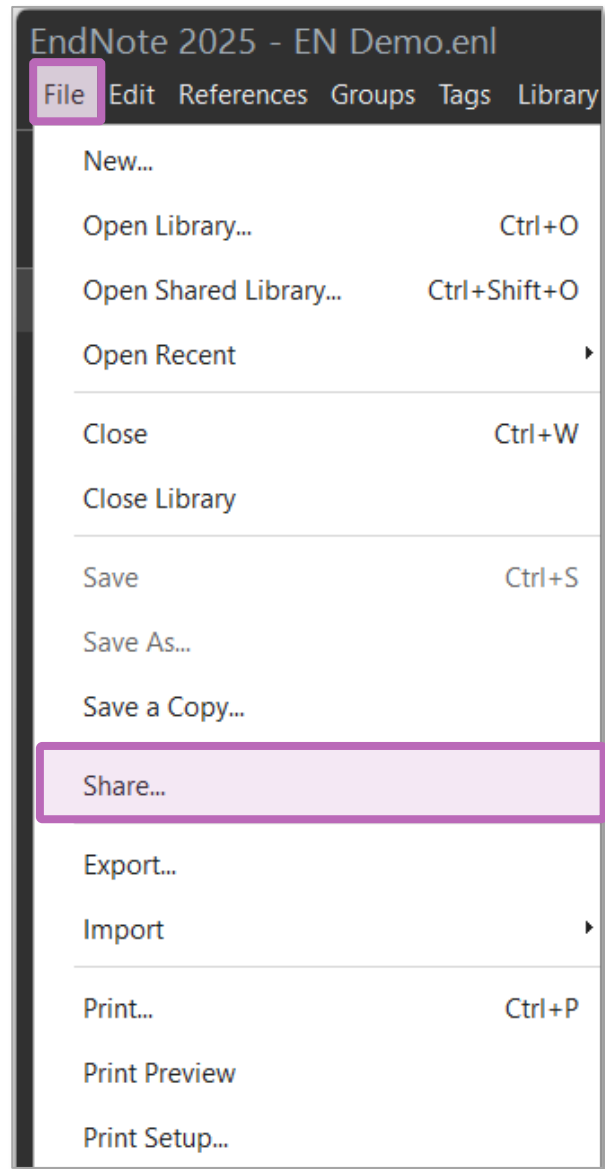 EndNote 2025 - EN Demo.enl
File Edit References Groups Tags Library
New...
Open Library... Ctrl+O
Open Shared Library... Ctrl+Shift+O
Open Recent
Close Ctrl+W
Close Library
Save Ctrl+S
Save As...
Save a Copy...
Share...
Export...
Import
Print... Ctrl+P
Print Preview
Print Setup...